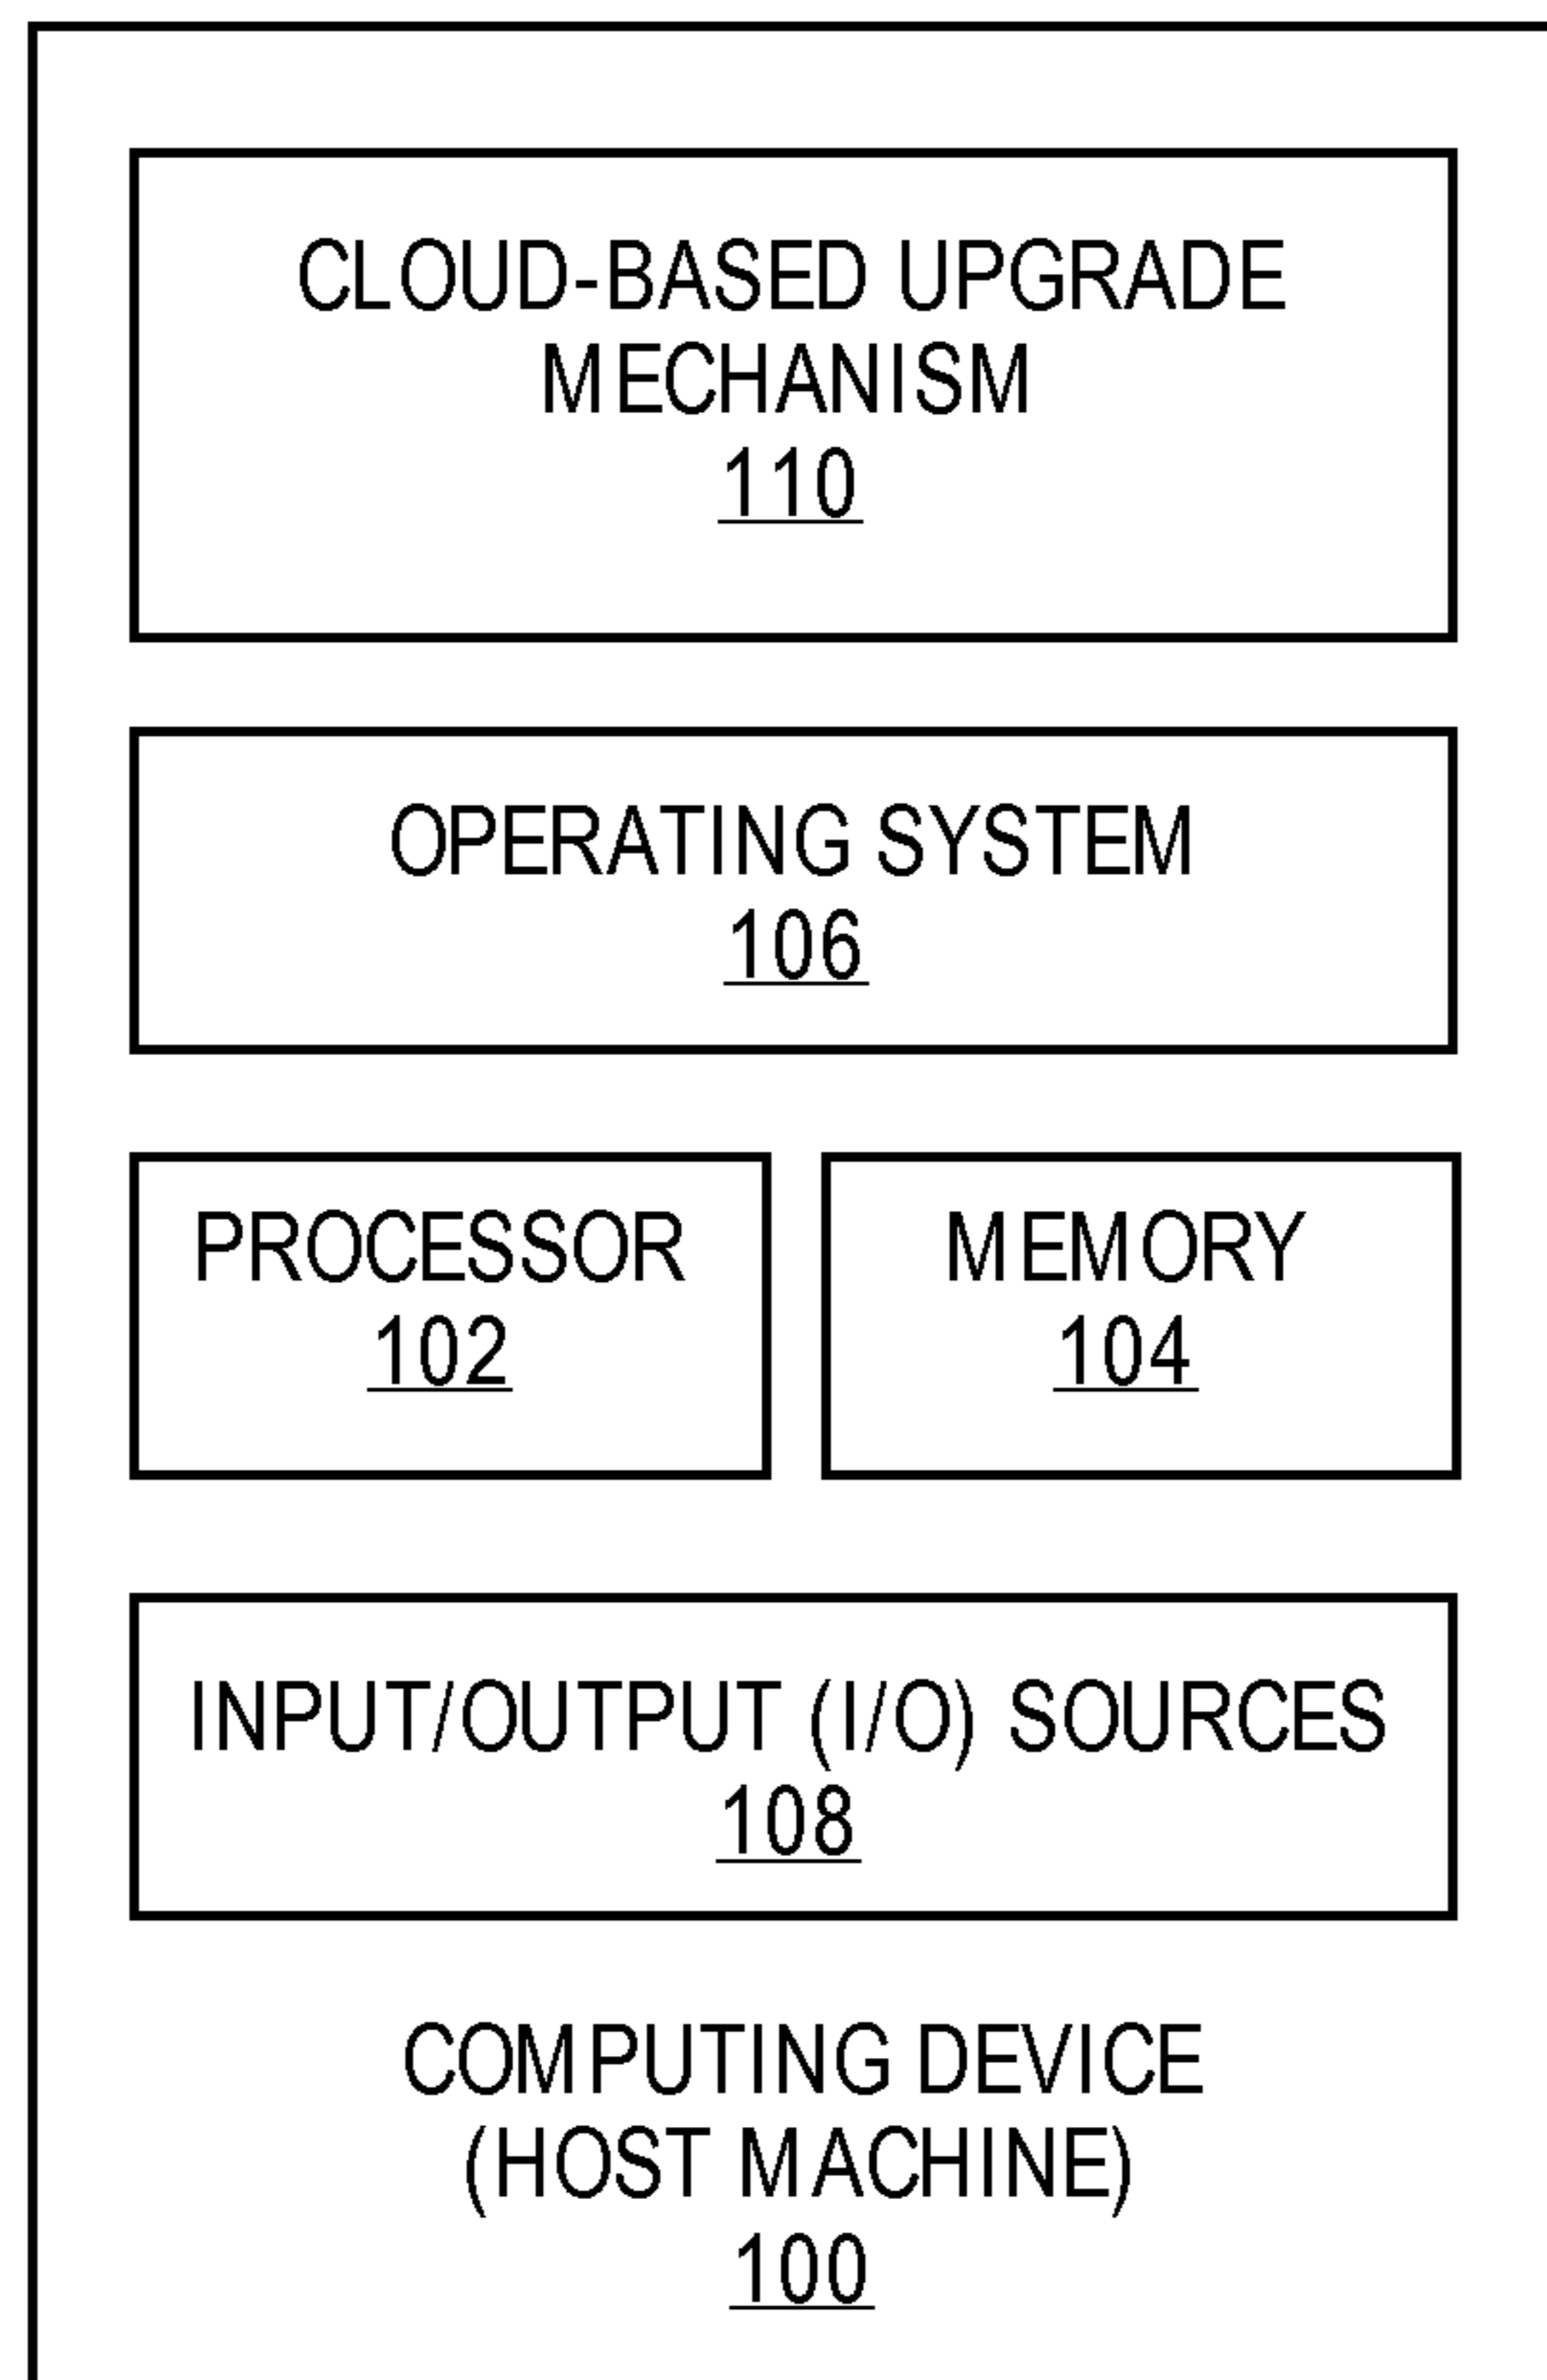 CLOUD-BASED UPGRADE
MECHANISM
110
OPERATING SYSTEM
106
PROCESSOR
102
MEMORY
104
INPUT/OUTPUT (I/O) SOURCES
108
COMPUTING DEVICE
(HOST MACHINE)
100